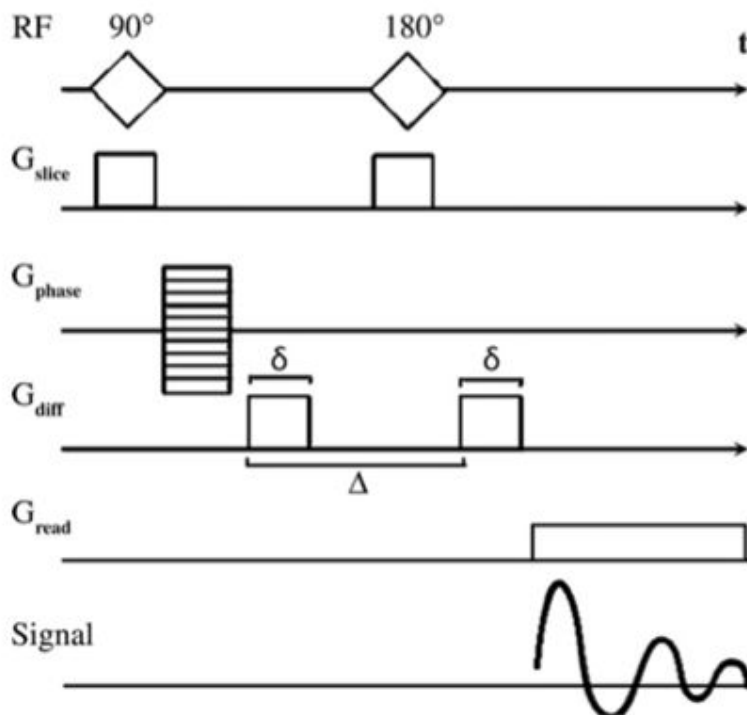 RF 90° 180° t
G slice
G phase
δ δ
G diff
Δ
G read
Signal